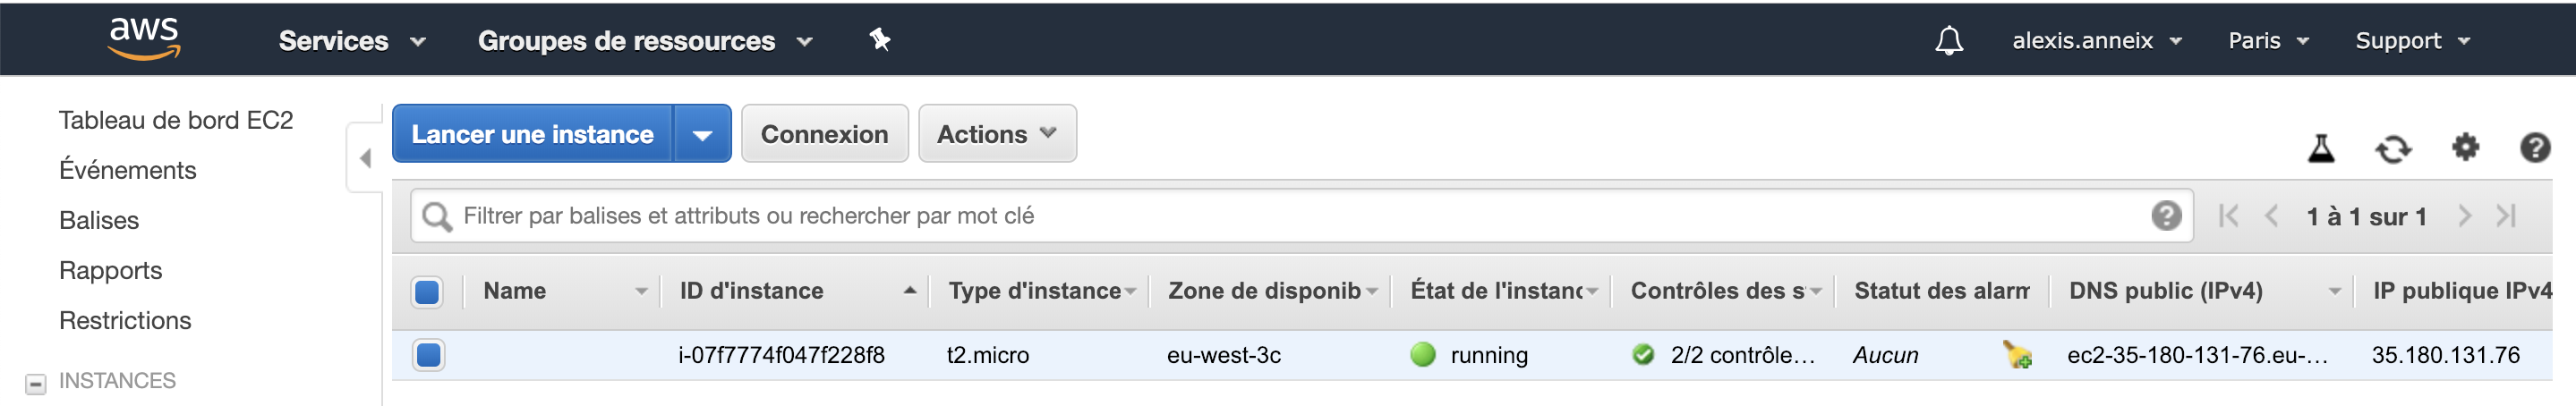 aws Services Groupes de ressources alexis.anneix Paris Support
Tableau de bord EC2
Événements
Balises
Rapports
Restrictions
INSTANCES
Lancer une instance Connexion Actions
Filtrer par balises et attributs ou rechercher par mot clé 1 à 1 sur 1
Name ID d'instance Type d'instance Zone de disponib État de l'instanc Contrôles des s Statut des alarm DNS public (IPv4) IP publique IPv4
i-07f7774f047f228f8 t2.micro eu-west-3c running 2/2 contrôle… Aucun ec2-35-180-131-76.eu-… 35.180.131.76